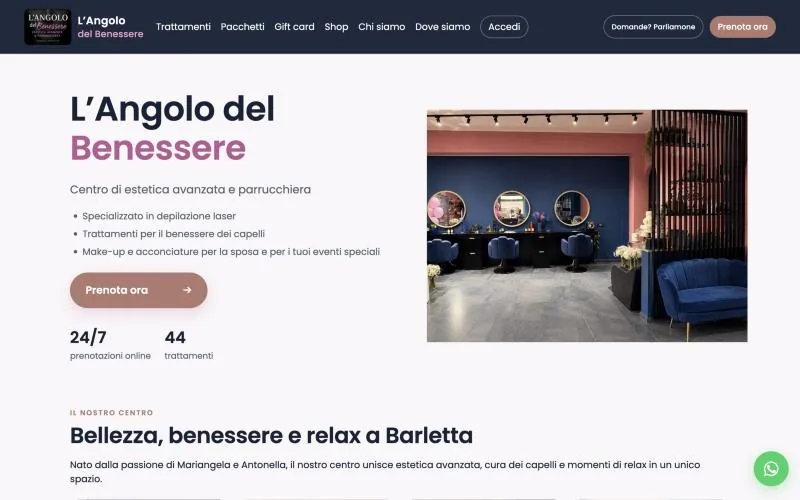 L'ANGOLO
del Benessere
L'Angolo
del Benessere
Trattamenti
Pacchetti
Gift card
Shop
Chi siamo
Dove siamo
Accedi
Domande? Parliamone
Prenota ora
L'Angolo del
Benessere
Centro di estetica avanzata e parrucchiera
• Specializzato in depilazione laser
• Trattamenti per il benessere dei capelli
• Make-up e acconciature per la sposa e per i tuoi eventi speciali
Prenota ora →
24/7
prenotazioni online
44
trattamenti
IL NOSTRO CENTRO
Bellezza, benessere e relax a Barletta
Nato dalla passione di Mariangela e Antonella, il nostro centro unisce estetica avanzata, cura dei capelli e momenti di relax in un unico
spazio.